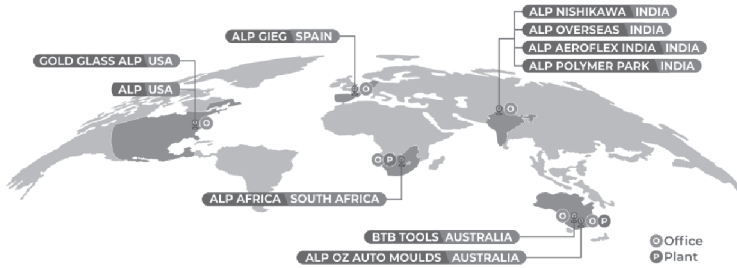 ALP NISHIKAWA INDIA
ALP GIEG SPAIN
ALP OVERSEAS INDIA
ALP AEROFLEX INDIA INDIA
GOLD GLASS ALP USA
ALP POLYMER PARK INDIA
ALP USA
O
O
O
O P
ALP AFRICA SOUTH AFRICA
O
O P
BTB TOOLS AUSTRALIA
O Office
ALP OZ AUTO MOULDS AUSTRALIA
P Plant